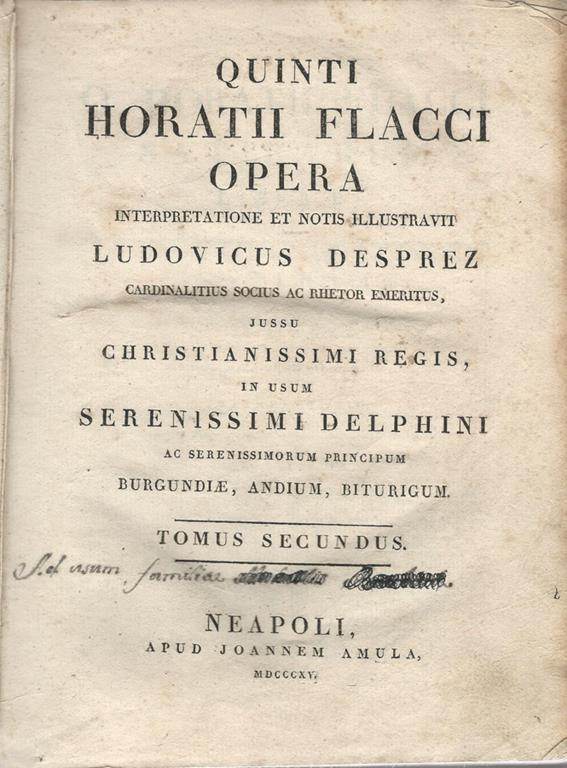 QUINTI
HORATII FLACCI
OPERA
INTERPRETATIONE ET NOTIS ILLUSTRAVIT
LUDOVICUS DESPREZ
CARDINALITIUS SOCIUS AC RHETOR EMERITUS,
JUSSU
CHRISTIANISSIMI REGIS,
IN USUM
SERENISSIMI DELPHINI
AC SERENISSIMORUM PRINCIPUM
BURGUNDIÆ, ANDIUM, BITURIGUM.
TOMUS SECUNDUS.
Ad usum familiae
NEAPOLI,
APUD JOANNEM AMULA,
MDCCCXV.